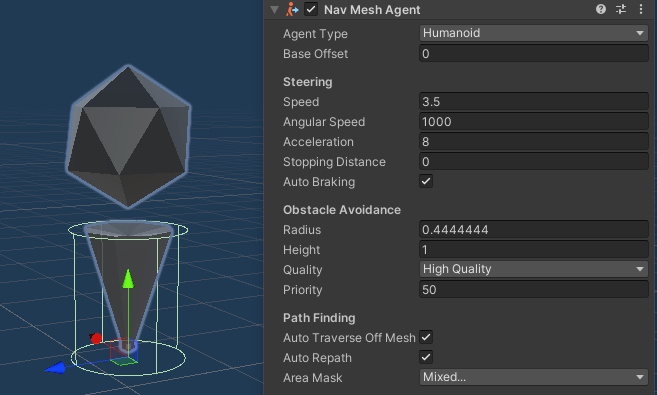 Nav Mesh Agent
Agent Type Humanoid
Base Offset 0
Steering
Speed 3.5
Angular Speed 1000
Acceleration 8
Stopping Distance 0
Auto Braking
Obstacle Avoidance
Radius 0.4444444
Height 1
Quality High Quality
Priority 50
Path Finding
Auto Traverse Off Mesh
Auto Repath
Area Mask Mixed...